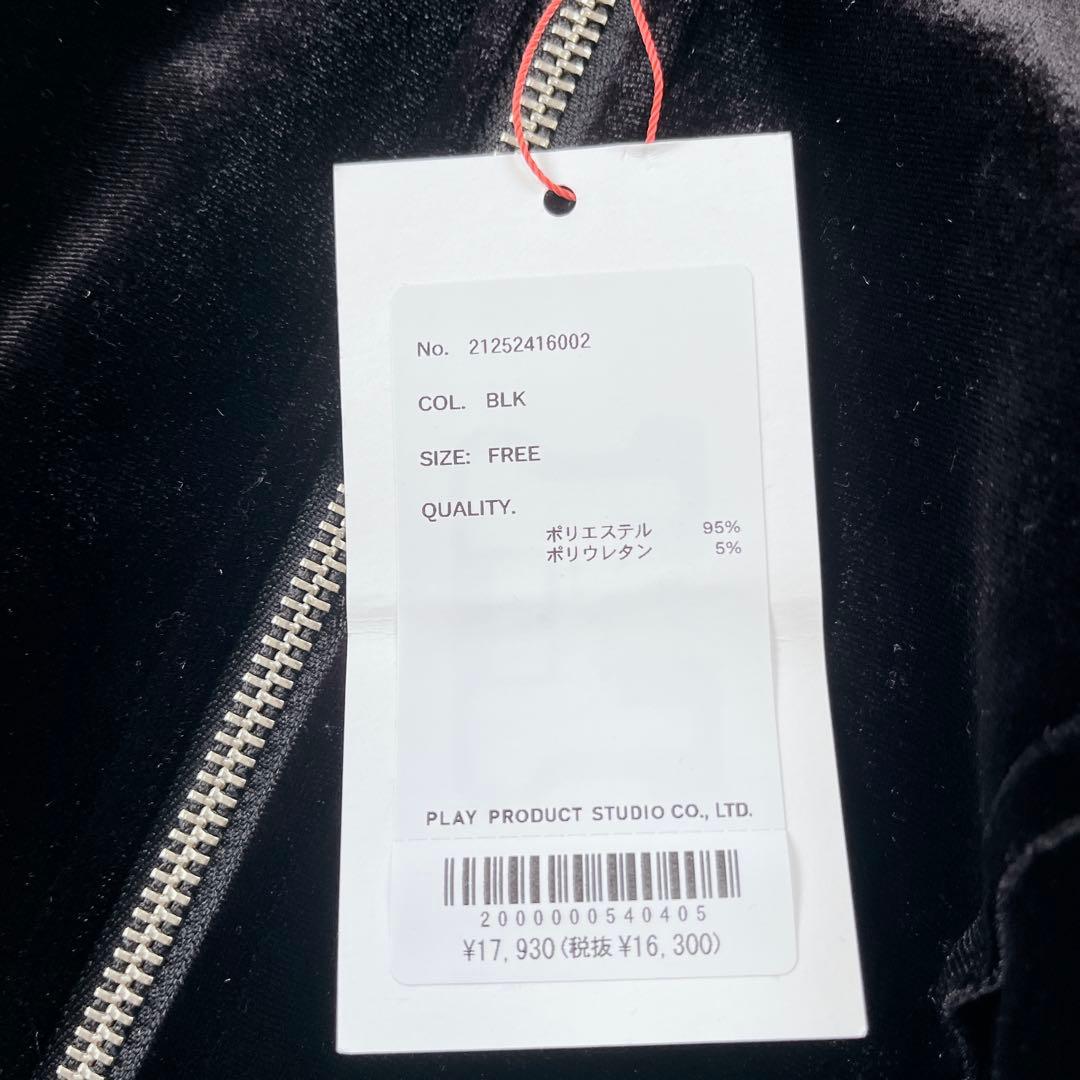 No. 21252416002
COL. BLK
SIZE: FREE
QUALITY.
ポリエステル 95%
ポリウレタン 5%
PLAY PRODUCT STUDIO CO., LTD.
2000000540405
¥17,930(税抜¥16,300)